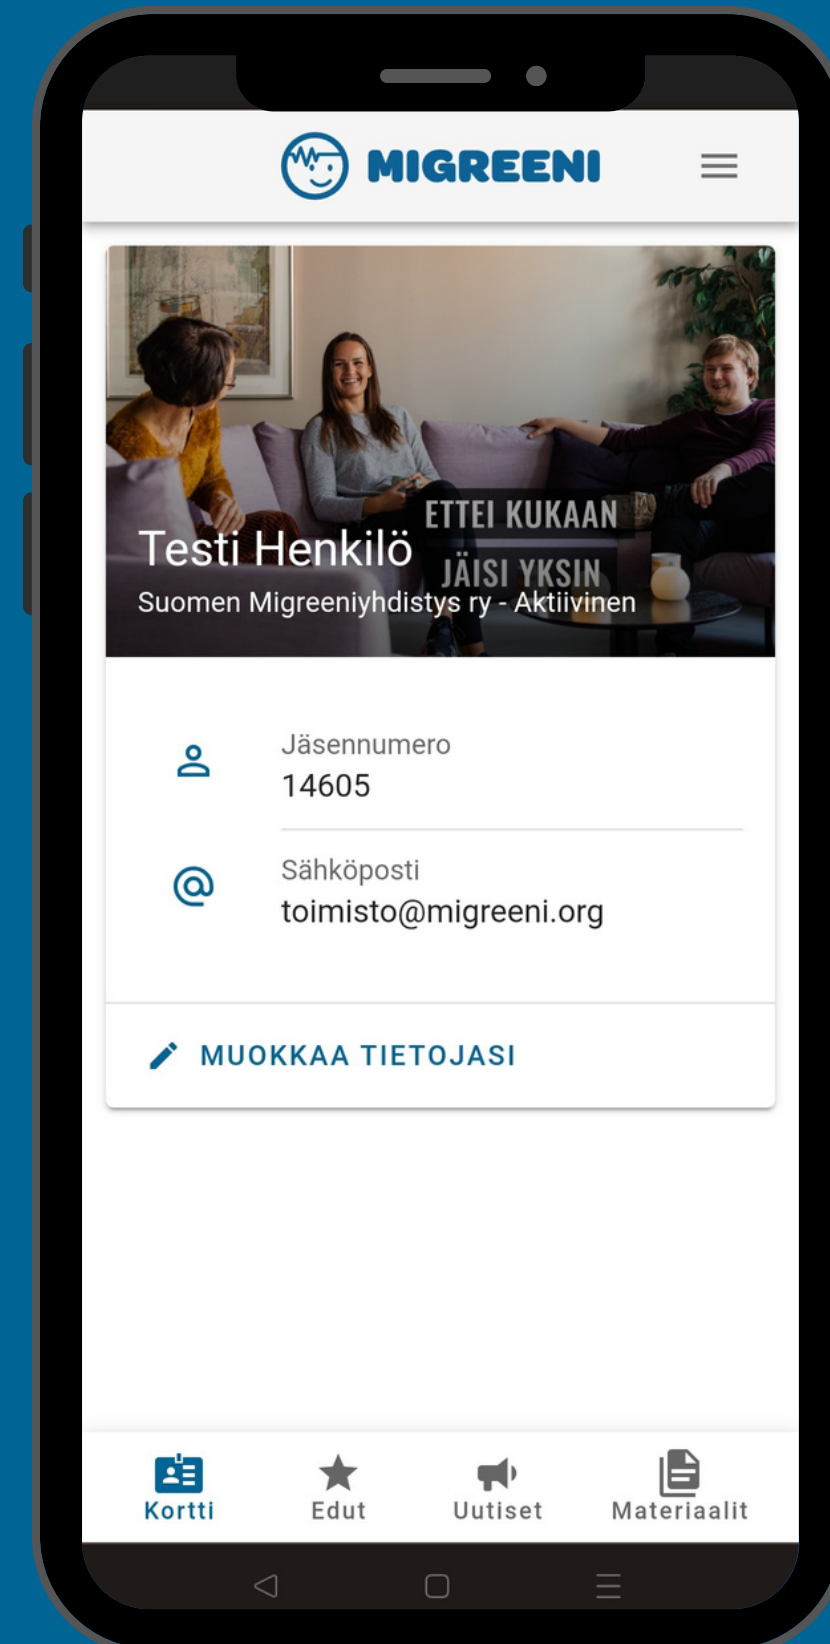 MIGREENI
ETTEI KUKAAN
JÄISI YKSIN
Testi Henkilö
Suomen Migreeniyhdistys ry - Aktiivinen
Jäsennumero
14605
Sähköposti
toimisto@migreeni.org
MUOKKAA TIETOJASI
Kortti
Edut
Uutiset
Materiaalit